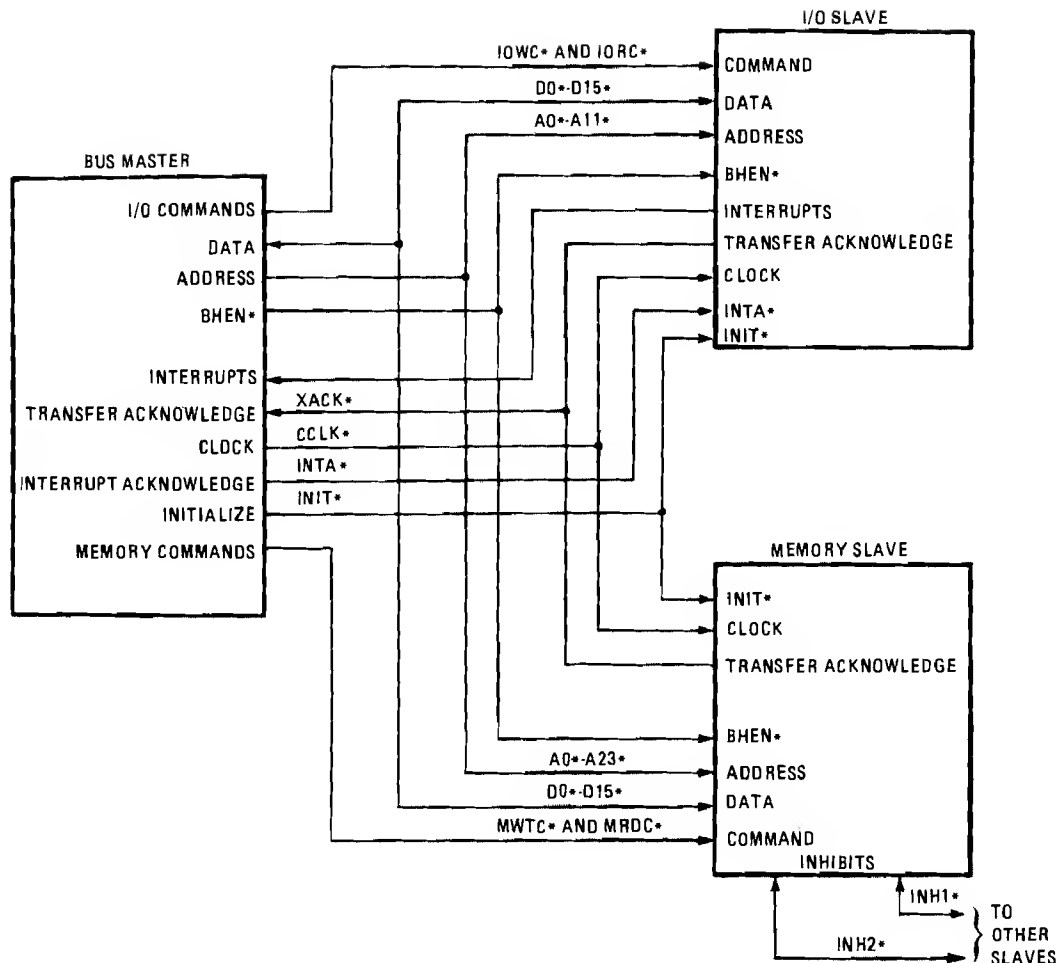 I/O SLAVE
IOWC* AND IORC*
COMMAND
D0*-D15*
DATA
A0*-A11*
ADDRESS
BUS MASTER
BHEN*
I/O COMMANDS
INTERRUPTS
DATA
TRANSFER ACKNOWLEDGE
ADDRESS
CLOCK
BHEN*
INTA*
INIT*
INTERRUPTS
XACK*
TRANSFER ACKNOWLEDGE
CCLK*
CLOCK
INTA*
INTERRUPT ACKNOWLEDGE
INIT*
INITIALIZE
MEMORY COMMANDS
MEMORY SLAVE
INIT*
CLOCK
TRANSFER ACKNOWLEDGE
BHEN*
A0*-A23*
ADDRESS
D0*-D15*
DATA
MWTC* AND MRDC*
COMMAND
INHIBITS
INH1*
INH2*
TO
OTHER
SLAVES